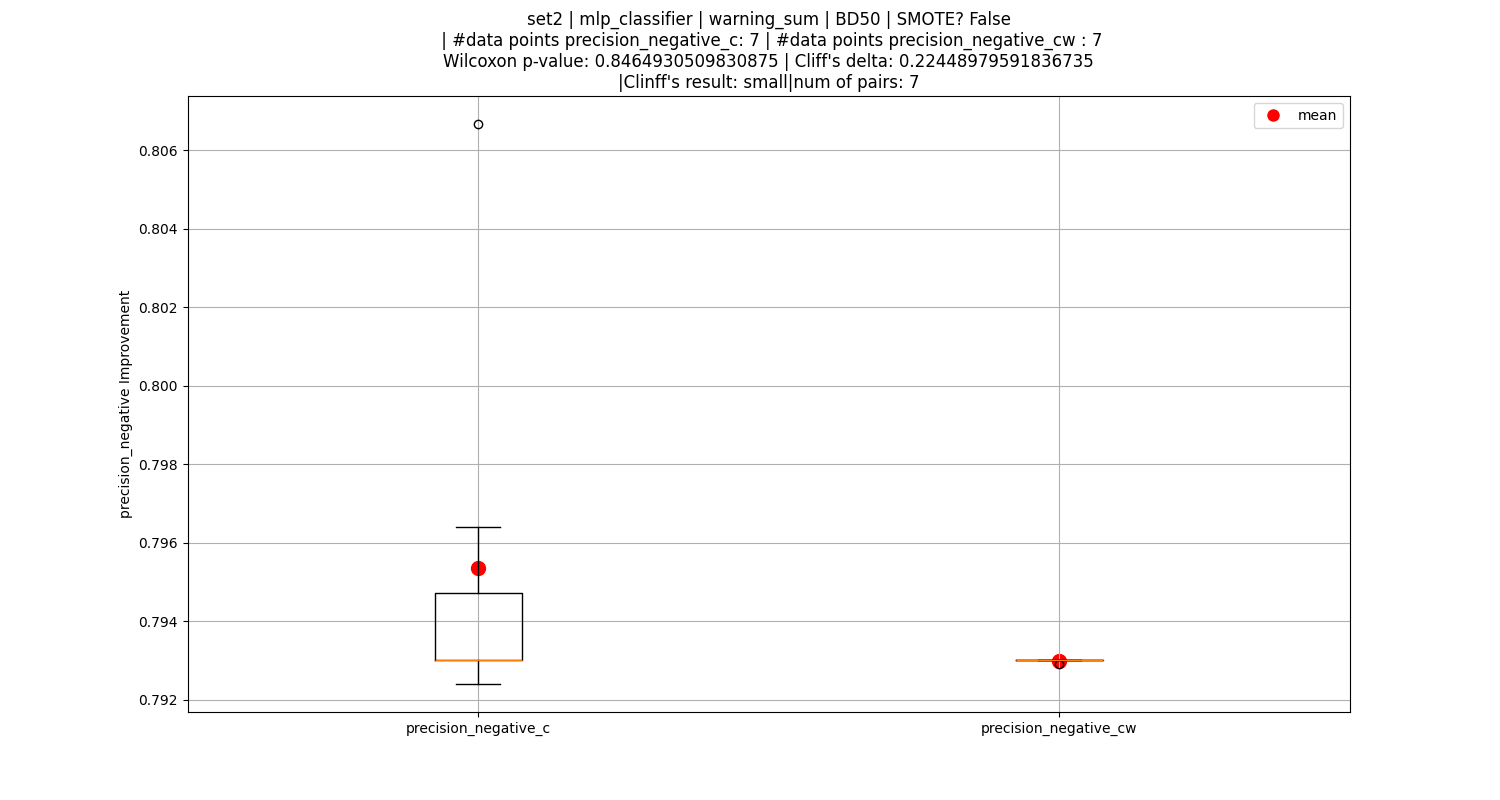 set2 | mlp_classifier | warning_sum | BD50 | SMOTE? False
| #data points precision_negative_c: 7 | #data points precision_negative_cw : 7
Wilcoxon p-value: 0.8464930509830875 | Cliff's delta: 0.22448979591836735
|Clinff's result: small|num of pairs: 7
mean
0.806
0.804
0.802
0.800
0.798
0.796
0.794
0.792
precision_negative Improvement
precision_negative_c
precision_negative_cw